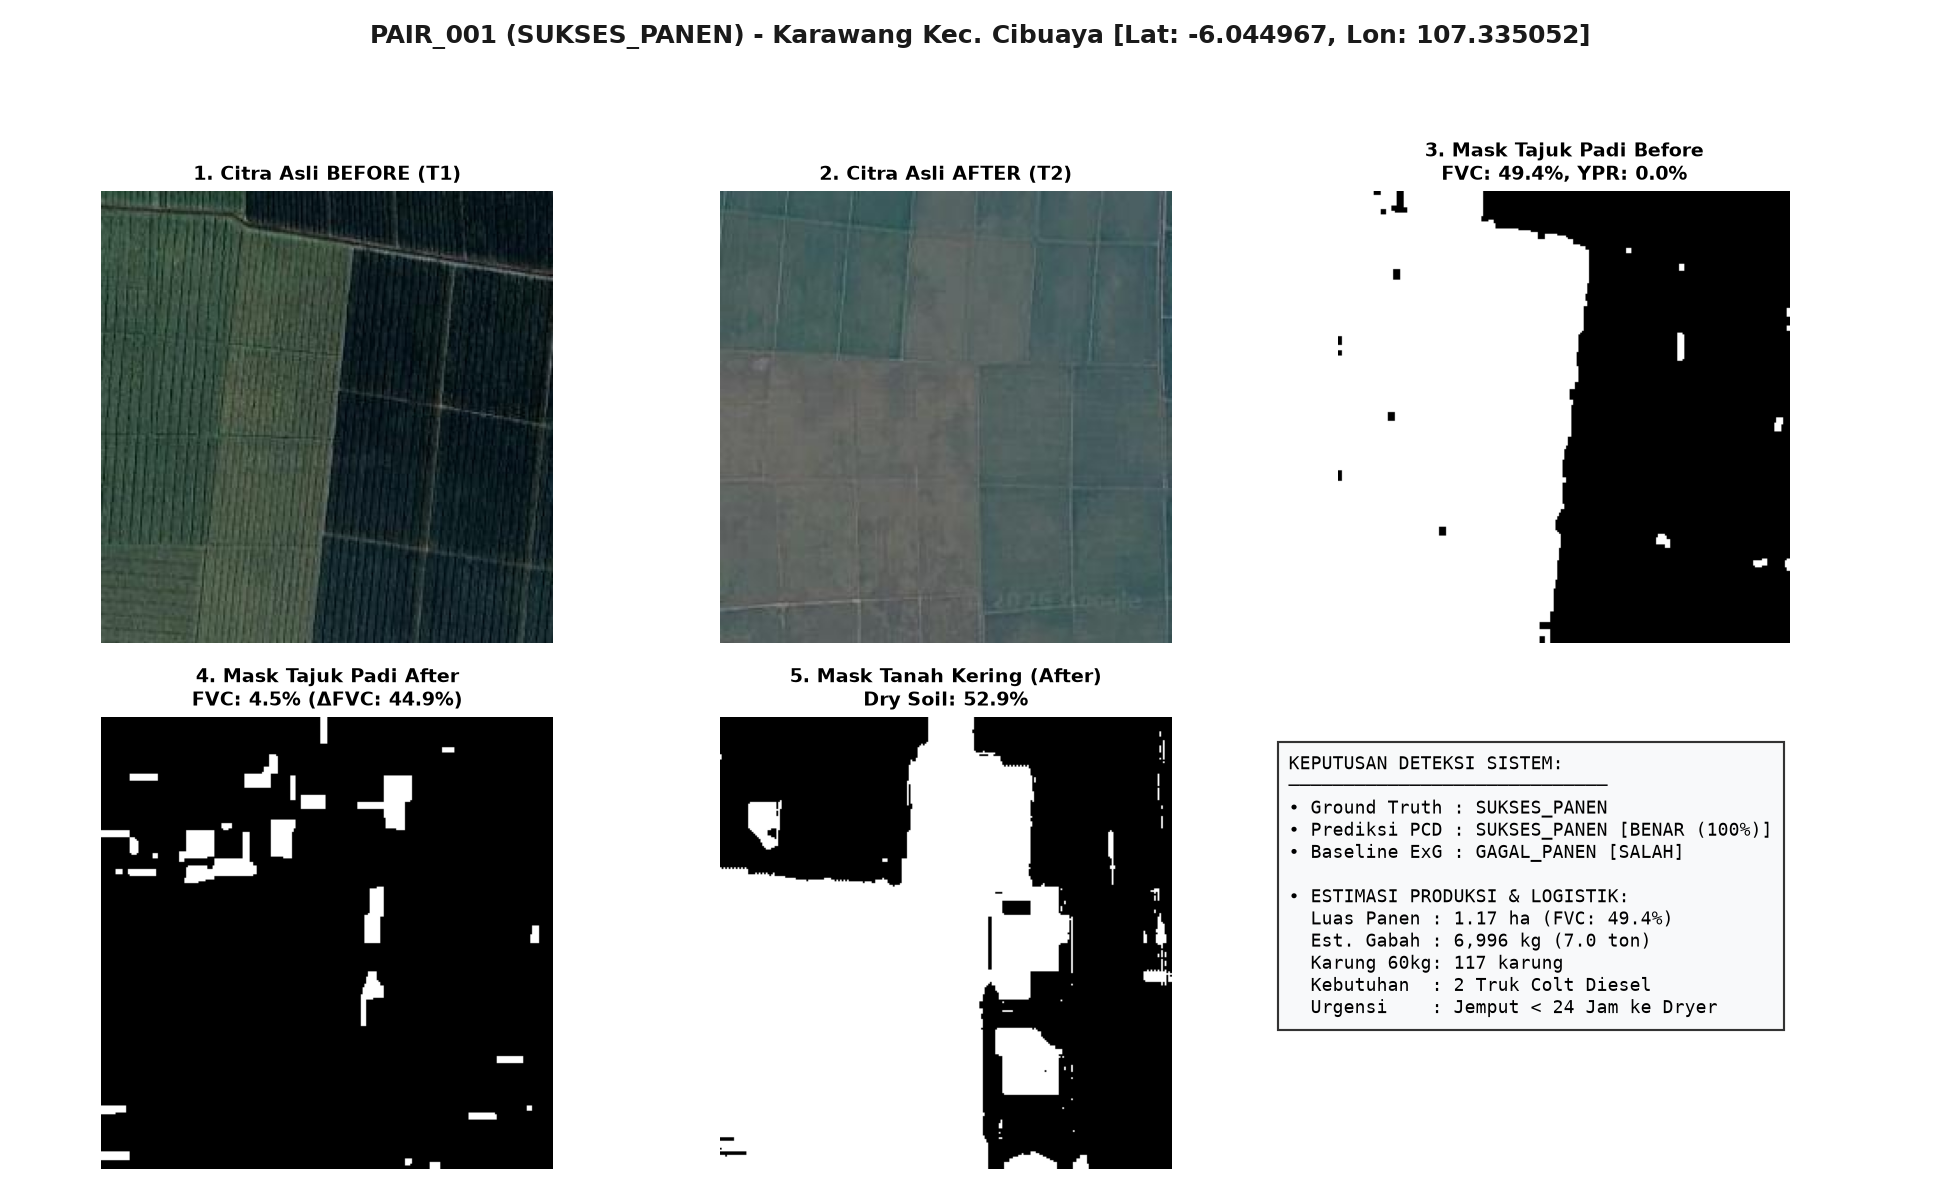 PAIR_001 (SUKSES_PANEN) - Karawang Kec. Cibuaya [Lat: -6.044967, Lon: 107.335052]
1. Citra Asli BEFORE (T1)
2. Citra Asli AFTER (T2)
3. Mask Tajuk Padi Before
FVC: 49.4%, YPR: 0.0%
2026 Google
4. Mask Tajuk Padi After
FVC: 4.5% (ΔFVC: 44.9%)
5. Mask Tanah Kering (After)
Dry Soil: 52.9%
KEPUTUSAN DETEKSI SISTEM:
• Ground Truth : SUKSES_PANEN
• Prediksi PCD : SUKSES_PANEN [BENAR (100%)]
• Baseline ExG : GAGAL_PANEN [SALAH]
• ESTIMASI PRODUKSI & LOGISTIK:
Luas Panen : 1.17 ha (FVC: 49.4%)
Est. Gabah : 6,996 kg (7.0 ton)
Karung 60kg: 117 karung
Kebutuhan : 2 Truk Colt Diesel
Urgensi : Jemput < 24 Jam ke Dryer